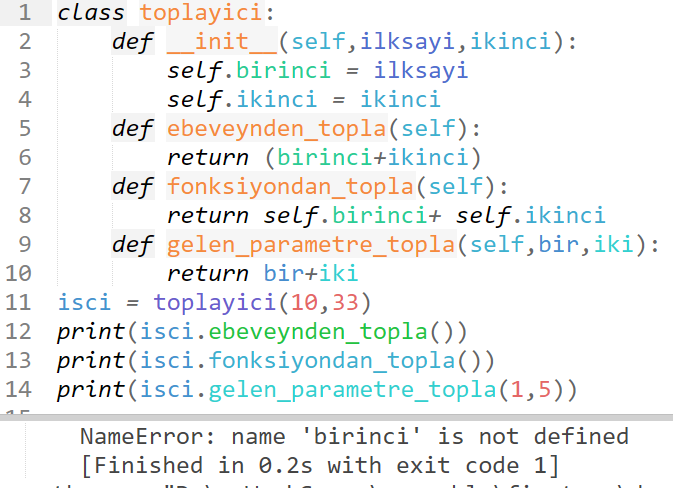 1 class toplayici:
2     def __init__(self,ilksayi,ikinci):
3         self.birinci = ilksayi
4         self.ikinci = ikinci
5     def ebeveynden_topla(self):
6         return (birinci+ikinci)
7     def fonksiyondan_topla(self):
8         return self.birinci+ self.ikinci
9     def gelen_parametre_topla(self,bir,iki):
10         return bir+iki
11 isci = toplayici(10,33)
12 print(isci.ebeveynden_topla())
13 print(isci.fonksiyondan_topla())
14 print(isci.gelen_parametre_topla(1,5))
NameError: name 'birinci' is not defined
[Finished in 0.2s with exit code 1]